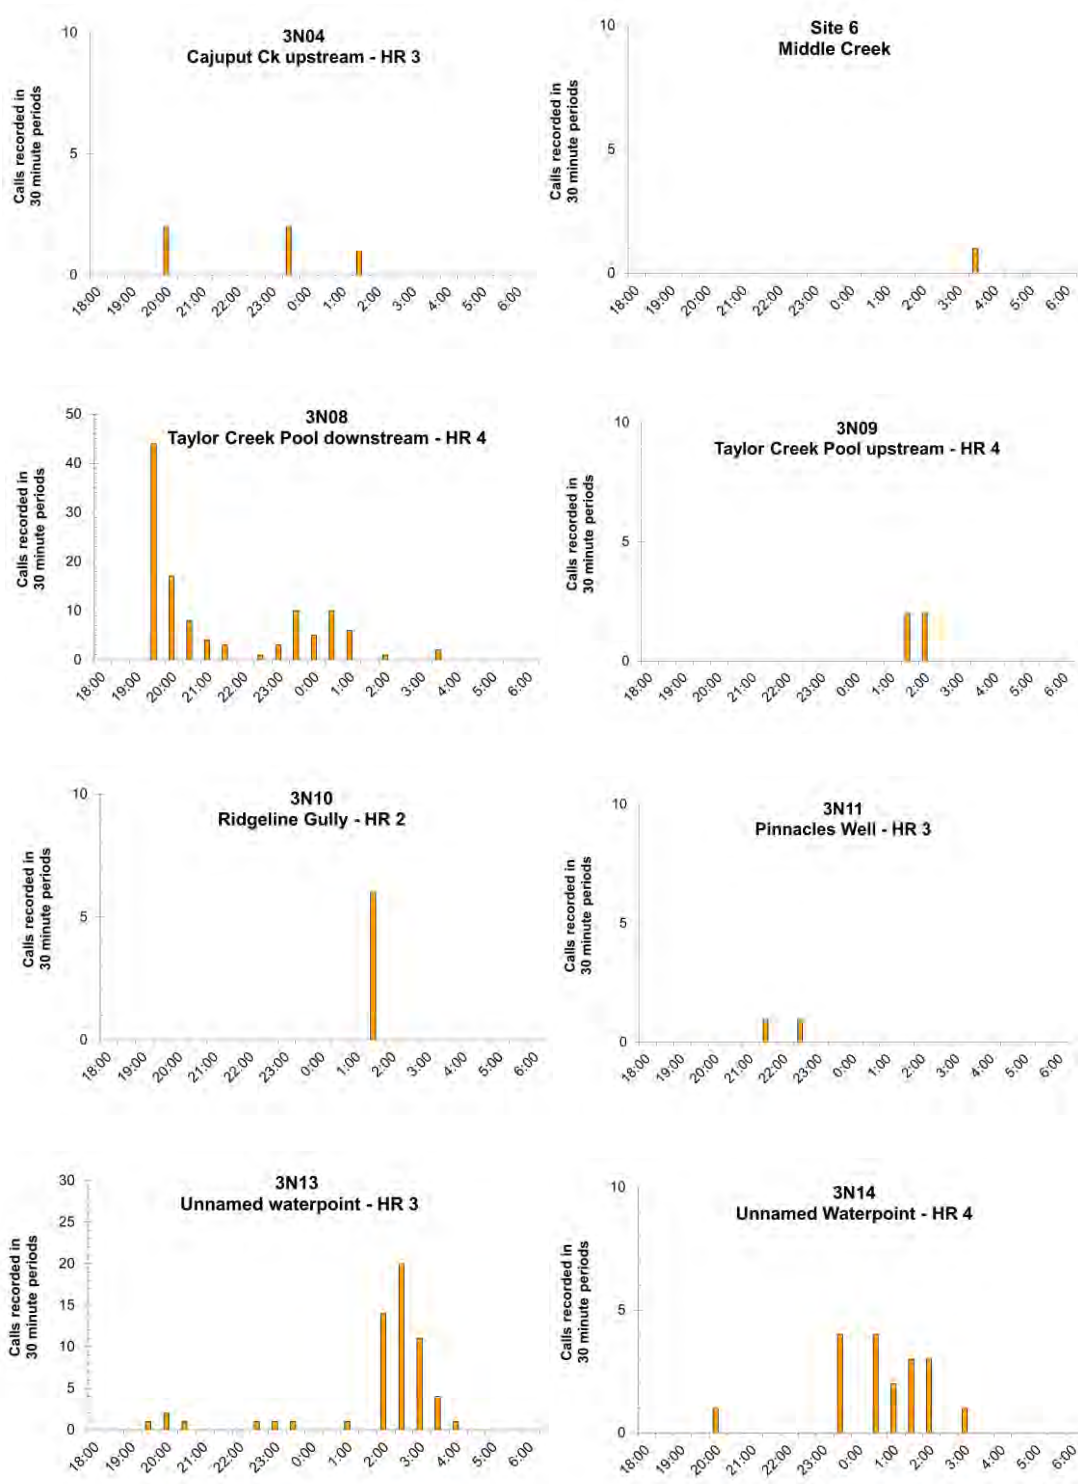 3N04
Cajuput Ck upstream - HR 3
Calls recorded in
30 minute periods
10
5
0
18:00 19:00 20:00 21:00 22:00 23:00 0:00 1:00 2:00 3:00 4:00 5:00 6:00
Site 6
Middle Creek
Calls recorded in
30 minute periods
10
5
0
18:00 19:00 20:00 21:00 22:00 23:00 0:00 1:00 2:00 3:00 4:00 5:00 6:00
3N08
Taylor Creek Pool downstream - HR 4
Calls recorded in
30 minute periods
50
40
30
20
10
0
18:00 19:00 20:00 21:00 22:00 23:00 0:00 1:00 2:00 3:00 4:00 5:00 6:00
3N09
Taylor Creek Pool upstream - HR 4
Calls recorded in
30 minute periods
10
5
0
18:00 19:00 20:00 21:00 22:00 23:00 0:00 1:00 2:00 3:00 4:00 5:00 6:00
3N10
Ridgeline Gully - HR 2
Calls recorded in
30 minute periods
10
5
0
18:00 19:00 20:00 21:00 22:00 23:00 0:00 1:00 2:00 3:00 4:00 5:00 6:00
3N11
Pinnacles Well - HR 3
Calls recorded in
30 minute periods
10
5
0
18:00 19:00 20:00 21:00 22:00 23:00 0:00 1:00 2:00 3:00 4:00 5:00 6:00
3N13
Unnamed waterpoint - HR 3
Calls recorded in
30 minute periods
30
25
20
15
10
5
0
18:00 19:00 20:00 21:00 22:00 23:00 0:00 1:00 2:00 3:00 4:00 5:00 6:00
3N14
Unnamed Waterpoint - HR 4
Calls recorded in
30 minute periods
10
5
0
18:00 19:00 20:00 21:00 22:00 23:00 0:00 1:00 2:00 3:00 4:00 5:00 6:00